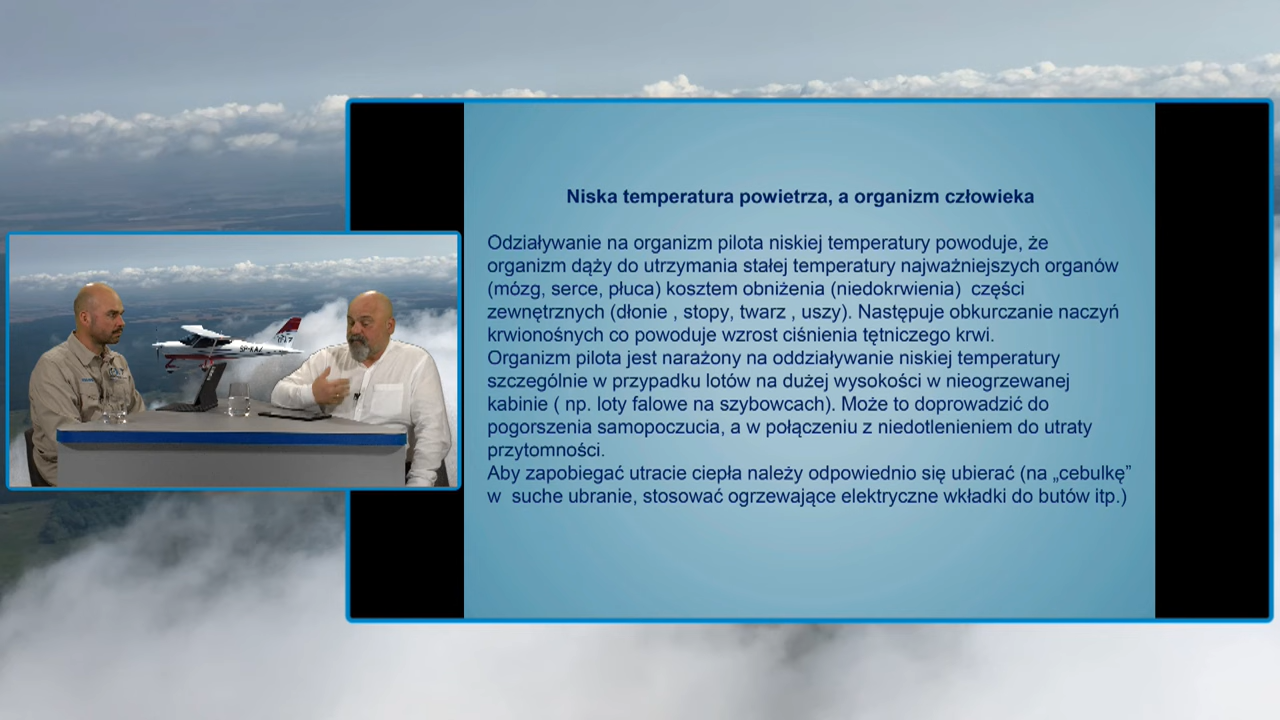 Niska temperatura powietrza, a organizm człowieka
Odziaływanie na organizm pilota niskiej temperatury powoduje, że
organizm dąży do utrzymania stałej temperatury najważniejszych organów
(mózg, serce, płuca) kosztem obniżenia (niedokrwienia) części
zewnętrznych (dłonie , stopy, twarz , uszy). Następuje obkurczanie naczyń
krwionośnych co powoduje wzrost ciśnienia tętniczego krwi.
Organizm pilota jest narażony na oddziaływanie niskiej temperatury
szczególnie w przypadku lotów na dużej wysokości w nieogrzewanej
kabinie ( np. loty falowe na szybowcach). Może to doprowadzić do
pogorszenia samopoczucia, a w połączeniu z niedotlenieniem do utraty
przytomności.
Aby zapobiegać utracie ciepła należy odpowiednio się ubierać (na „cebulkę”
w suche ubranie, stosować ogrzewające elektryczne wkładki do butów itp.)
SP-KAZ